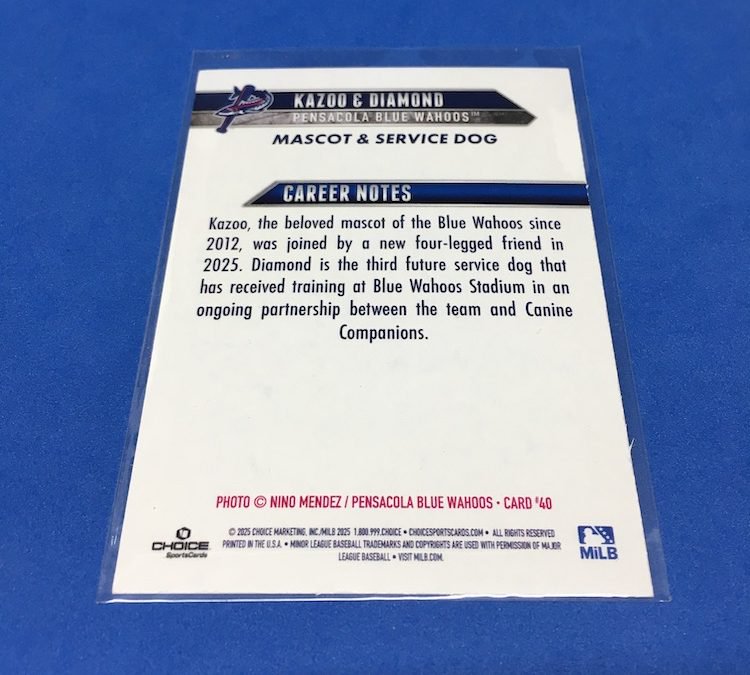 KAZOO & DIAMOND
PENSACOLA BLUE WAHOOS™
MASCOT & SERVICE DOG
CAREER NOTES
Kazoo, the beloved mascot of the Blue Wahoos since
2012, was joined by a new four-legged friend in
2025. Diamond is the third future service dog that
has received training at Blue Wahoos Stadium in an
ongoing partnership between the team and Canine
Companions.
PHOTO © NINO MENDEZ / PENSACOLA BLUE WAHOOS • CARD #40
CHOICE
SportsCards
© 2025 CHOICE MARKETING, INC./MILB 2025 1.800.999.CHOICE • CHOICESPORTSCARDS.COM • ALL RIGHTS RESERVED
PRINTED IN THE U.S.A. • MINOR LEAGUE BASEBALL TRADEMARKS AND COPYRIGHTS ARE USED WITH PERMISSION OF MAJOR
LEAGUE BASEBALL • VISIT MILB.COM.
MiLB